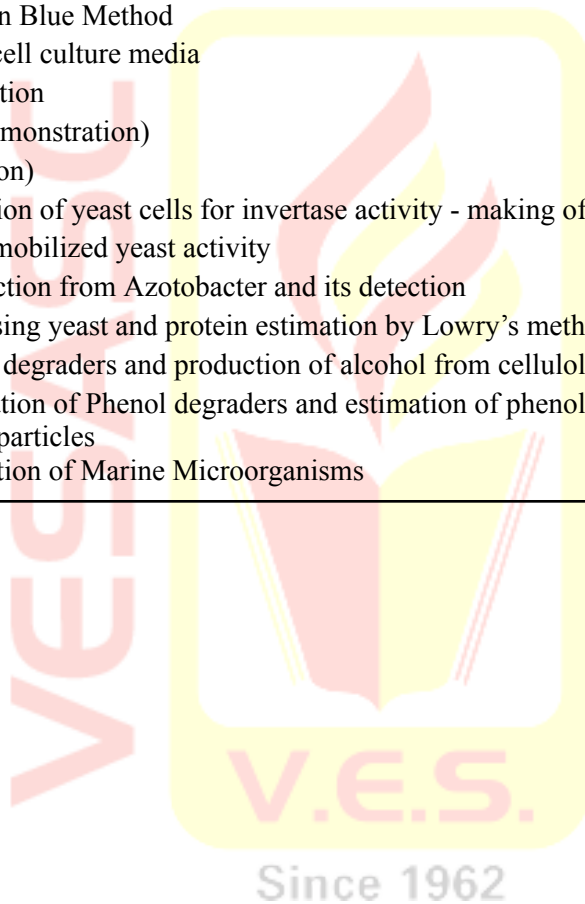 n Blue Method
cell culture media
tion
monstration)
on)
ion of yeast cells for invertase activity - making of
mobilized yeast activity
ction from Azotobacter and its detection
sing yeast and protein estimation by Lowry’s meth
degraders and production of alcohol from cellulol
tion of Phenol degraders and estimation of phenol
particles
tion of Marine Microorganisms
VESASC
V.E.S.
Since 1962